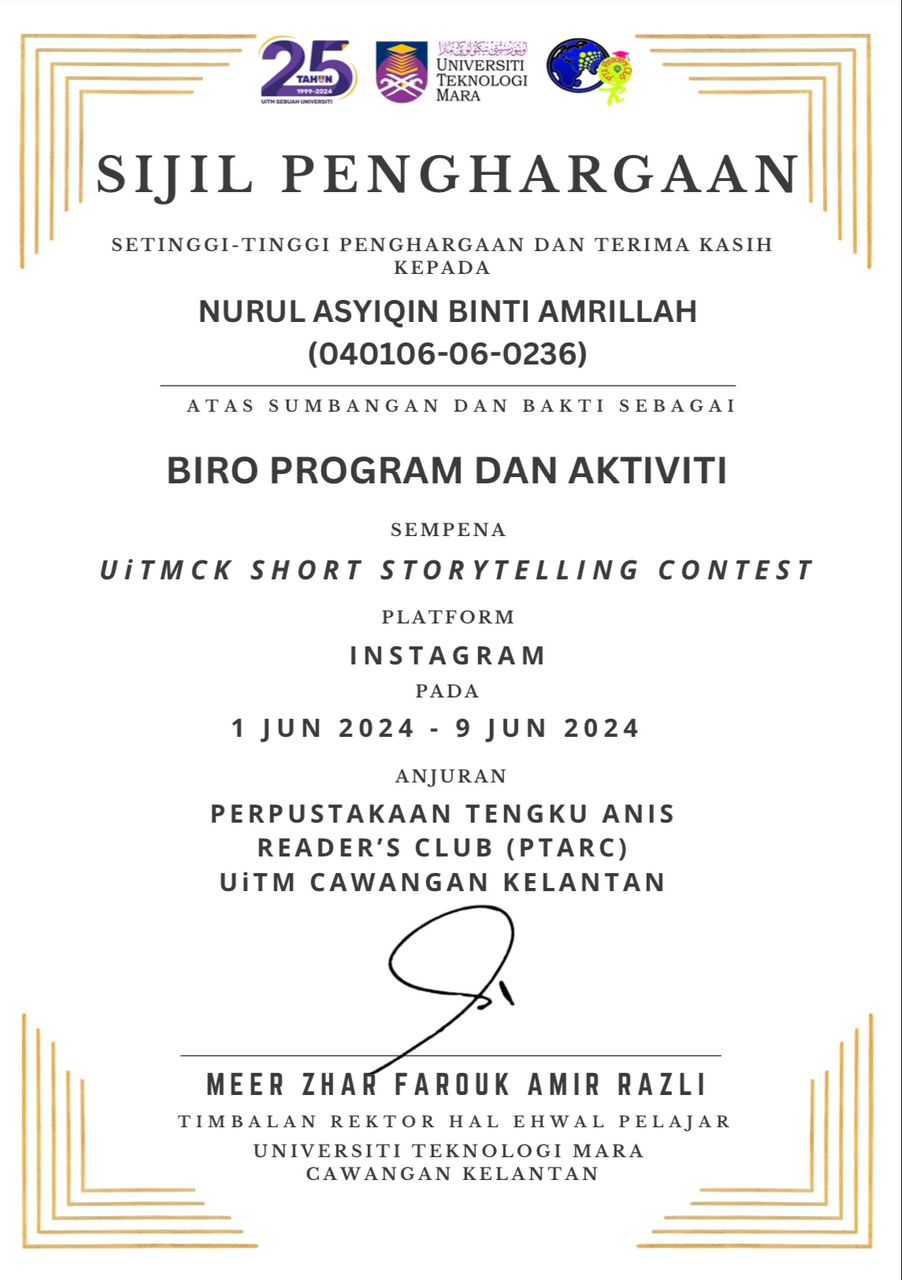 25
TAHUN
1999-2024
UiTM SEBUAH UNIVERSITI
UNIVERSITI
TEKNOLOGI
MARA
SIJIL PENGHARGAAN
SETINGGI-TINGGI PENGHARGAAN DAN TERIMA KASIH
KEPADA
NURUL ASYIQIN BINTI AMRILLAH
(040106-06-0236)
ATAS SUMBANGAN DAN BAKTI SEBAGAI
BIRO PROGRAM DAN AKTIVITI
SEMPENA
UiTMCK SHORT STORYTELLING CONTEST
PLATFORM
INSTAGRAM
PADA
1 JUN 2024 - 9 JUN 2024
ANJURAN
PERPUSTAKAAN TENGKU ANIS
READER'S CLUB (PTARC)
UiTM CAWANGAN KELANTAN
MEER ZHAR FAROUK AMIR RAZLI
TIMBALAN REKTOR HAL EHWAL PELAJAR
UNIVERSITI TEKNOLOGI MARA
CAWANGAN KELANTAN